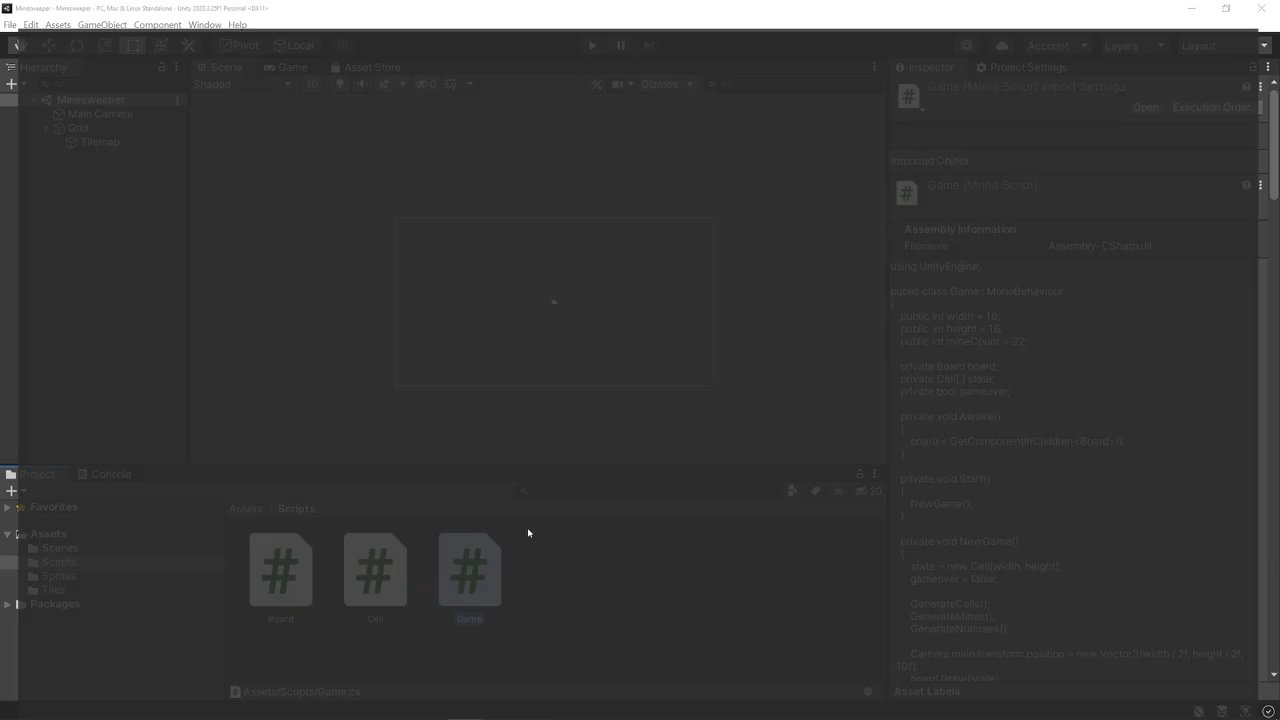 Minesweeper - Minesweeper - PC, Mac & Linux Standalone - Unity 2020.3.25f1 Personal <DX11>
File Edit Assets GameObject Component Window Help
Pivot Local Account Layers Layout
Hierarchy Scene Game Asset Store Inspector Project Settings
Shaded 2D Gizmos
Minesweeper
Main Camera
Grid
Tilemap
Game (Mono Script) Import Settings
Open Execution Order...
Imported Object
Game (Mono Script)
Assembly Information
Filename Assembly-CSharp.dll
using UnityEngine;
public class Game : MonoBehaviour
{
public int width = 16;
public int height = 16;
public int mineCount = 32;
private Board board;
private Cell[,] state;
private bool gameover;
private void Awake()
{
board = GetComponentInChildren<Board>();
}
private void Start()
{
NewGame();
}
private void NewGame()
{
state = new Cell[width, height];
gameover = false;
GenerateCells();
GenerateMines();
GenerateNumbers();
Camera.main.transform.position = new Vector3(width / 2f, height / 2f,
-10f);
board.Draw(state);
Asset Labels
Project Console
20
Favorites
Assets
Scenes
Scripts
Sprites
Tiles
Packages
Assets > Scripts
Board Cell Game
Assets/Scripts/Game.cs